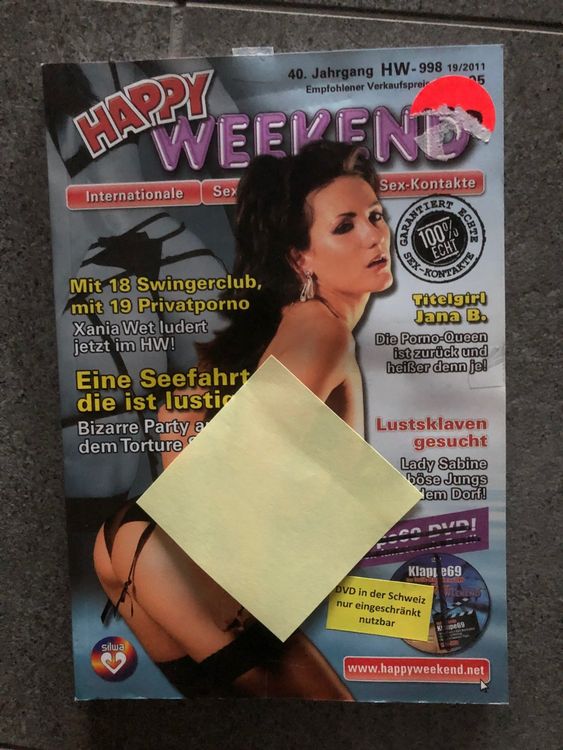 40. Jahrgang HW-998 19/2011
Empfohlener Verkaufspreis
HAPPY
WEEKEND
Internationale
Sex-Kontakte
GARANTIERT ECHTE
100%
ECHT
SEX-KONTAKTE
Mit 18 Swingerclub,
mit 19 Privatporno
Xania Wet ludert
jetzt im HW!
Titelgirl
Jana B.
Die Porno-Queen
ist zurück und
heißer denn je!
Eine Seefahrt
die ist lustig
Bizarre Party
dem Torture
Lustsklaven
gesucht
Lady Sabine
böse Jungs
Dorf!
DVD!
Klappe69
WEEKEND
Klappe69
DVD in der Schweiz
nur eingeschränkt
nutzbar
silwa
www.happyweekend.net